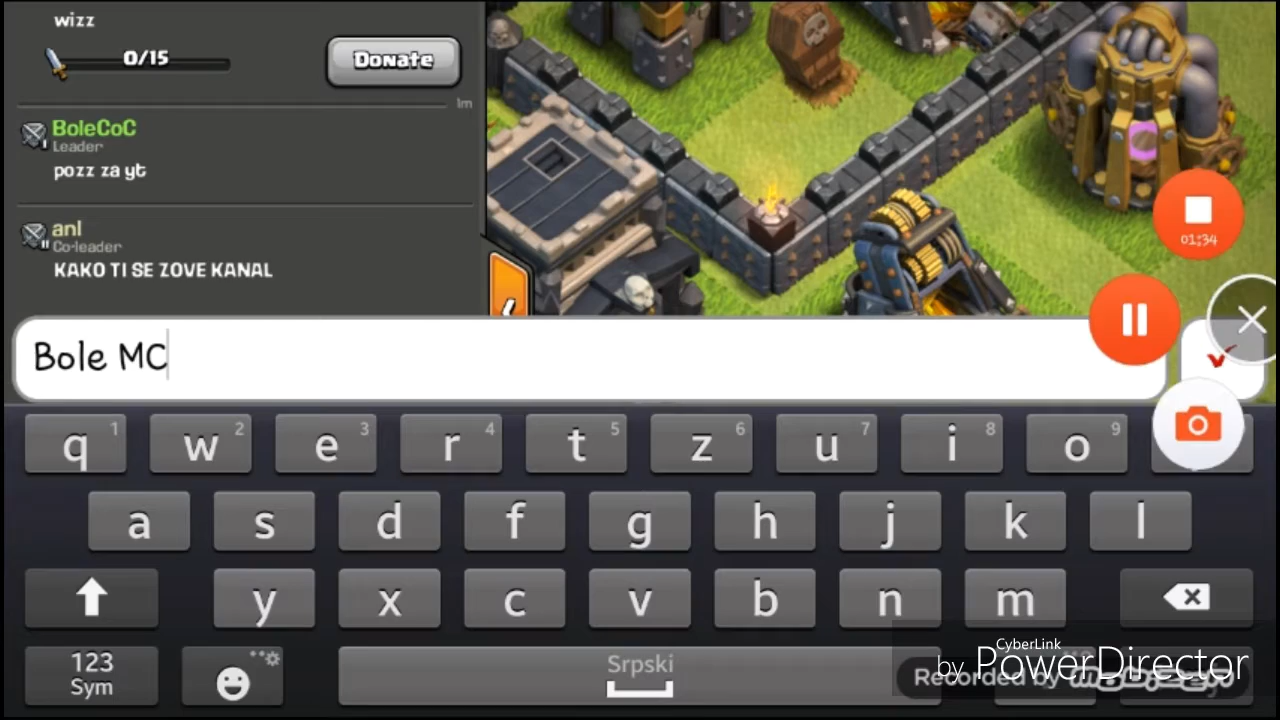 wizz
0/15
Donate
1m
BoleCoC
Leader
pozz za yt
anl
Co-leader
KAKO TI SE ZOVE KANAL
01:34
Bole MC
q 1 w 2 e 3 r 4 t 5 z 6 u 7 i 8 o 9
a s d f g h j k l
y x c v b n m
123
Sym
Srpski
CyberLink
by PowerDirector
Recorded by